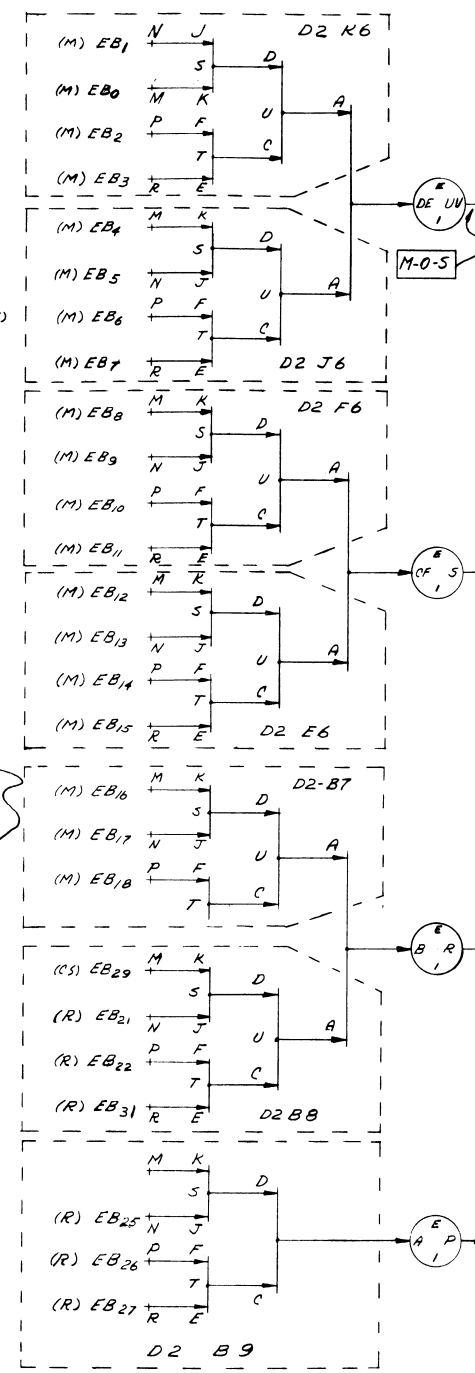 N J D2 K6
(M) EB1 D
S
(M) EB0 U A
M K
P F
(M) EB2 C
T
(M) EB3
R E
E
DE UV
1
M-O-S
M K
(M) EB4 D
S
(M) EB5
N J U A
P F
(M) EB6
T C
(M) EB7 D2 J6
R E
M K D2 F6
(M) EB8 D
S
(M) EB9
N J U A
P F
(M) EB10
T C
(M) EB11
R E
E
CF S
1
M K
(M) EB12 D
S
(M) EB13
N J U A
P F
(M) EB14
T C
(M) EB15
R E D2 E6
M K D2-B7
(M) EB16 D
S
(M) EB17
N J U A
P F
(M) EB18
T C
E
B R
1
M K
(CS) EB29 D
S
(R) EB21
N J U A
P F
(R) EB22
T C
(R) EB31
R E D2 B8
M K
D
S
(R) EB25
N J
E
A P
1
P F
(R) EB26
T
(R) EB27 C
R E
D2 B9